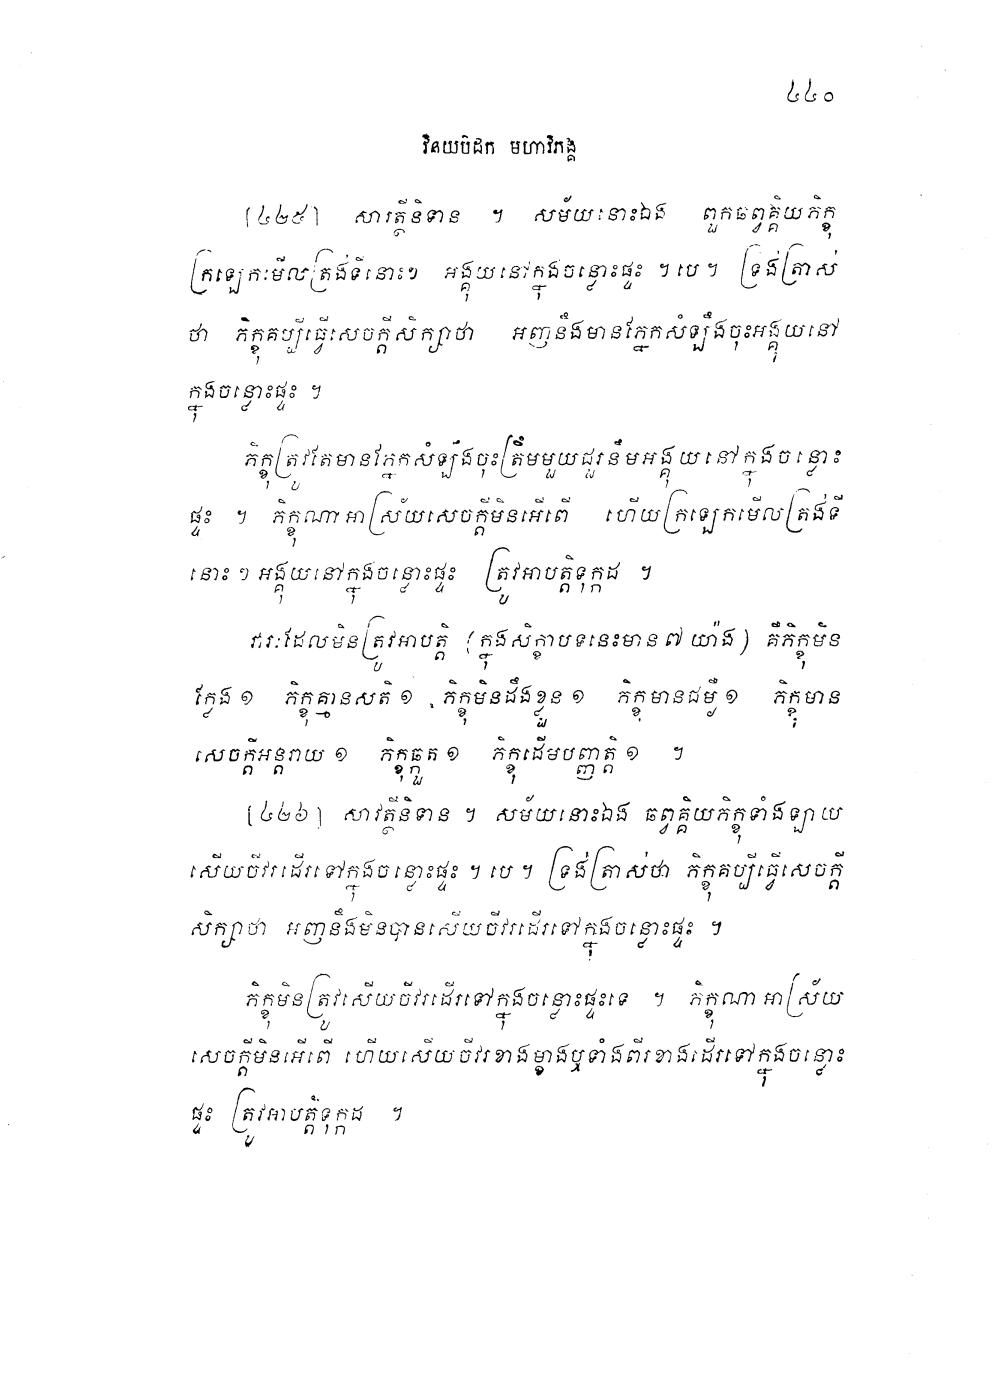 ៤៤០
វិនយបិដក មហាវិភង្គ
[៤២៥] សាវត្ថីនិទាន ។ សម័យនោះឯង ពួកឆព្វគ្គិយភិក្ខុ
ក្រឡេកមើលត្រង់ទីនោះៗ អង្គុយនៅក្នុងចន្លោះផ្ទះ ។ បេ ។ ទ្រង់ត្រាស់
ថា ភិក្ខុគប្បីធ្វើសេចក្តីសិក្សាថា អញនឹងមានភ្នែកសំឡឹងចុះអង្គុយនៅ
ក្នុងចន្លោះផ្ទះ ។
ភិក្ខុត្រូវតែមានភ្នែកសំឡឹងចុះត្រឹមមួយជួរនឹមអង្គុយនៅក្នុងចន្លោះ
ផ្ទះ ។ ភិក្ខុណាអាស្រ័យសេចក្តីមិនអើពើ ហើយក្រឡេកមើលត្រង់ទី
នោះ ៗ អង្គុយនៅក្នុងចន្លោះផ្ទះ ត្រូវអាបត្តិទុក្កដ ។
វារៈដែលមិនត្រូវអាបត្តិ (ក្នុងសិក្ខាបទនេះមាន ៧ យ៉ាង) គឺភិក្ខុមិន
ក្លែង ១ ភិក្ខុគ្មានសតិ ១ ភិក្ខុមិនដឹងខ្លួន ១ ភិក្ខុមានជម្ងឺ ១ ភិក្ខុមាន
សេចក្តីអន្តរាយ ១ ភិក្ខុឆ្កួត ១ ភិក្ខុដើមបញ្ញត្តិ ១ ។
[៤២៦] សាវត្ថីនិទាន ។ សម័យនោះឯង ឆព្វគ្គិយភិក្ខុទាំងឡាយ
សើយចីវរដើរទៅក្នុងចន្លោះផ្ទះ ។ បេ ។ ទ្រង់ត្រាស់ថា ភិក្ខុគប្បីធ្វើសេចក្តី
សិក្សាថា អញនឹងមិនបានសើយចីវរដើរទៅក្នុងចន្លោះផ្ទះ ។
ភិក្ខុមិនត្រូវសើយចីវរដើរទៅក្នុងចន្លោះផ្ទះទេ ។ ភិក្ខុណាអាស្រ័យ
សេចក្តីមិនអើពើ ហើយសើយចីវរខាងម្ខាងឬទាំងពីរខាងដើរទៅក្នុងចន្លោះ
ផ្ទះ ត្រូវអាបត្តិទុក្កដ ។